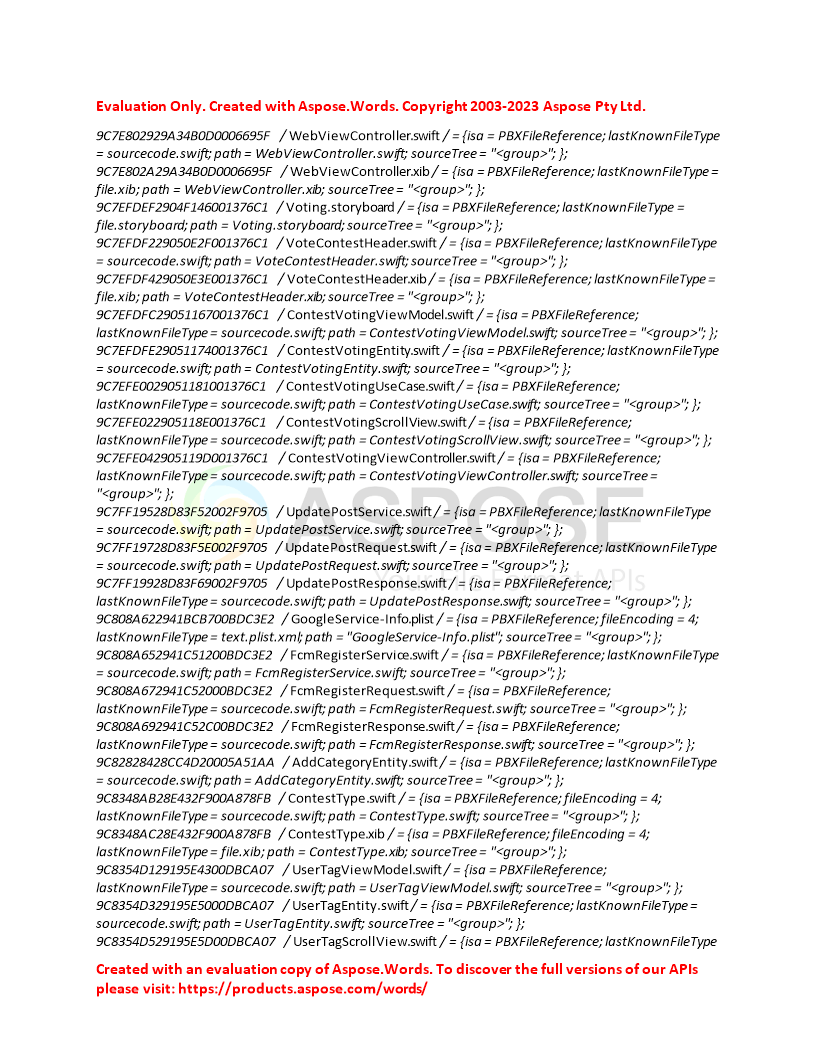 Evaluation Only. Created with Aspose.Words. Copyright 2003-2023 Aspose Pty Ltd.
9C7E802929A34B0D0006695F / WebViewController.swift / = {isa = PBXFileReference; lastKnownFileType
= sourcecode.swift; path = WebViewController.swift; sourceTree = "<group>"; };
9C7E802A29A34B0D0006695F / WebViewController.xib / = {isa = PBXFileReference; lastKnownFileType =
file.xib; path = WebViewController.xib; sourceTree = "<group>"; };
9C7EFDEF2904F146001376C1 / Voting.storyboard / = {isa = PBXFileReference; lastKnownFileType =
file.storyboard; path = Voting.storyboard; sourceTree = "<group>"; };
9C7EFDF229050E2F001376C1 / VoteContestHeader.swift / = {isa = PBXFileReference; lastKnownFileType
= sourcecode.swift; path = VoteContestHeader.swift; sourceTree = "<group>"; };
9C7EFDF429050E3E001376C1 / VoteContestHeader.xib / = {isa = PBXFileReference; lastKnownFileType =
file.xib; path = VoteContestHeader.xib; sourceTree = "<group>"; };
9C7EFDFC29051167001376C1 / ContestVotingViewModel.swift / = {isa = PBXFileReference;
lastKnownFileType = sourcecode.swift; path = ContestVotingViewModel.swift; sourceTree = "<group>"; };
9C7EFDFE29051174001376C1 / ContestVotingEntity.swift / = {isa = PBXFileReference; lastKnownFileType
= sourcecode.swift; path = ContestVotingEntity.swift; sourceTree = "<group>"; };
9C7EFE0029051181001376C1 / ContestVotingUseCase.swift / = {isa = PBXFileReference;
lastKnownFileType = sourcecode.swift; path = ContestVotingUseCase.swift; sourceTree = "<group>"; };
9C7EFE022905118E001376C1 / ContestVotingScrollView.swift / = {isa = PBXFileReference;
lastKnownFileType = sourcecode.swift; path = ContestVotingScrollView.swift; sourceTree = "<group>"; };
9C7EFE042905119D001376C1 / ContestVotingViewController.swift / = {isa = PBXFileReference;
lastKnownFileType = sourcecode.swift; path = ContestVotingViewController.swift; sourceTree =
"<group>"; };
9C7FF19528D83F52002F9705 / UpdatePostService.swift / = {isa = PBXFileReference; lastKnownFileType
= sourcecode.swift; path = UpdatePostService.swift; sourceTree = "<group>"; };
9C7FF19728D83F5E002F9705 / UpdatePostRequest.swift / = {isa = PBXFileReference; lastKnownFileType
= sourcecode.swift; path = UpdatePostRequest.swift; sourceTree = "<group>"; };
9C7FF19928D83F69002F9705 / UpdatePostResponse.swift / = {isa = PBXFileReference;
lastKnownFileType = sourcecode.swift; path = UpdatePostResponse.swift; sourceTree = "<group>"; };
9C808A622941BCB700BDC3E2 / GoogleService-Info.plist / = {isa = PBXFileReference; fileEncoding = 4;
lastKnownFileType = text.plist.xml; path = "GoogleService-Info.plist"; sourceTree = "<group>"; };
9C808A652941C51200BDC3E2 / FcmRegisterService.swift / = {isa = PBXFileReference; lastKnownFileType
= sourcecode.swift; path = FcmRegisterService.swift; sourceTree = "<group>"; };
9C808A672941C52000BDC3E2 / FcmRegisterRequest.swift / = {isa = PBXFileReference;
lastKnownFileType = sourcecode.swift; path = FcmRegisterRequest.swift; sourceTree = "<group>"; };
9C808A692941C52C00BDC3E2 / FcmRegisterResponse.swift / = {isa = PBXFileReference;
lastKnownFileType = sourcecode.swift; path = FcmRegisterResponse.swift; sourceTree = "<group>"; };
9C82828428CC4D20005A51AA / AddCategoryEntity.swift / = {isa = PBXFileReference; lastKnownFileType
= sourcecode.swift; path = AddCategoryEntity.swift; sourceTree = "<group>"; };
9C8348AB28E432F900A878FB / ContestType.swift / = {isa = PBXFileReference; fileEncoding = 4;
lastKnownFileType = sourcecode.swift; path = ContestType.swift; sourceTree = "<group>"; };
9C8348AC28E432F900A878FB / ContestType.xib / = {isa = PBXFileReference; fileEncoding = 4;
lastKnownFileType = file.xib; path = ContestType.xib; sourceTree = "<group>"; };
9C8354D129195E4300DBCA07 / UserTagViewModel.swift / = {isa = PBXFileReference;
lastKnownFileType = sourcecode.swift; path = UserTagViewModel.swift; sourceTree = "<group>"; };
9C8354D329195E5000DBCA07 / UserTagEntity.swift / = {isa = PBXFileReference; lastKnownFileType =
sourcecode.swift; path = UserTagEntity.swift; sourceTree = "<group>"; };
9C8354D529195E5D00DBCA07 / UserTagScrollView.swift / = {isa = PBXFileReference; lastKnownFileType
Created with an evaluation copy of Aspose.Words. To discover the full versions of our APIs
please visit: https://products.aspose.com/words/
ASPOSE
Your File Format APIs